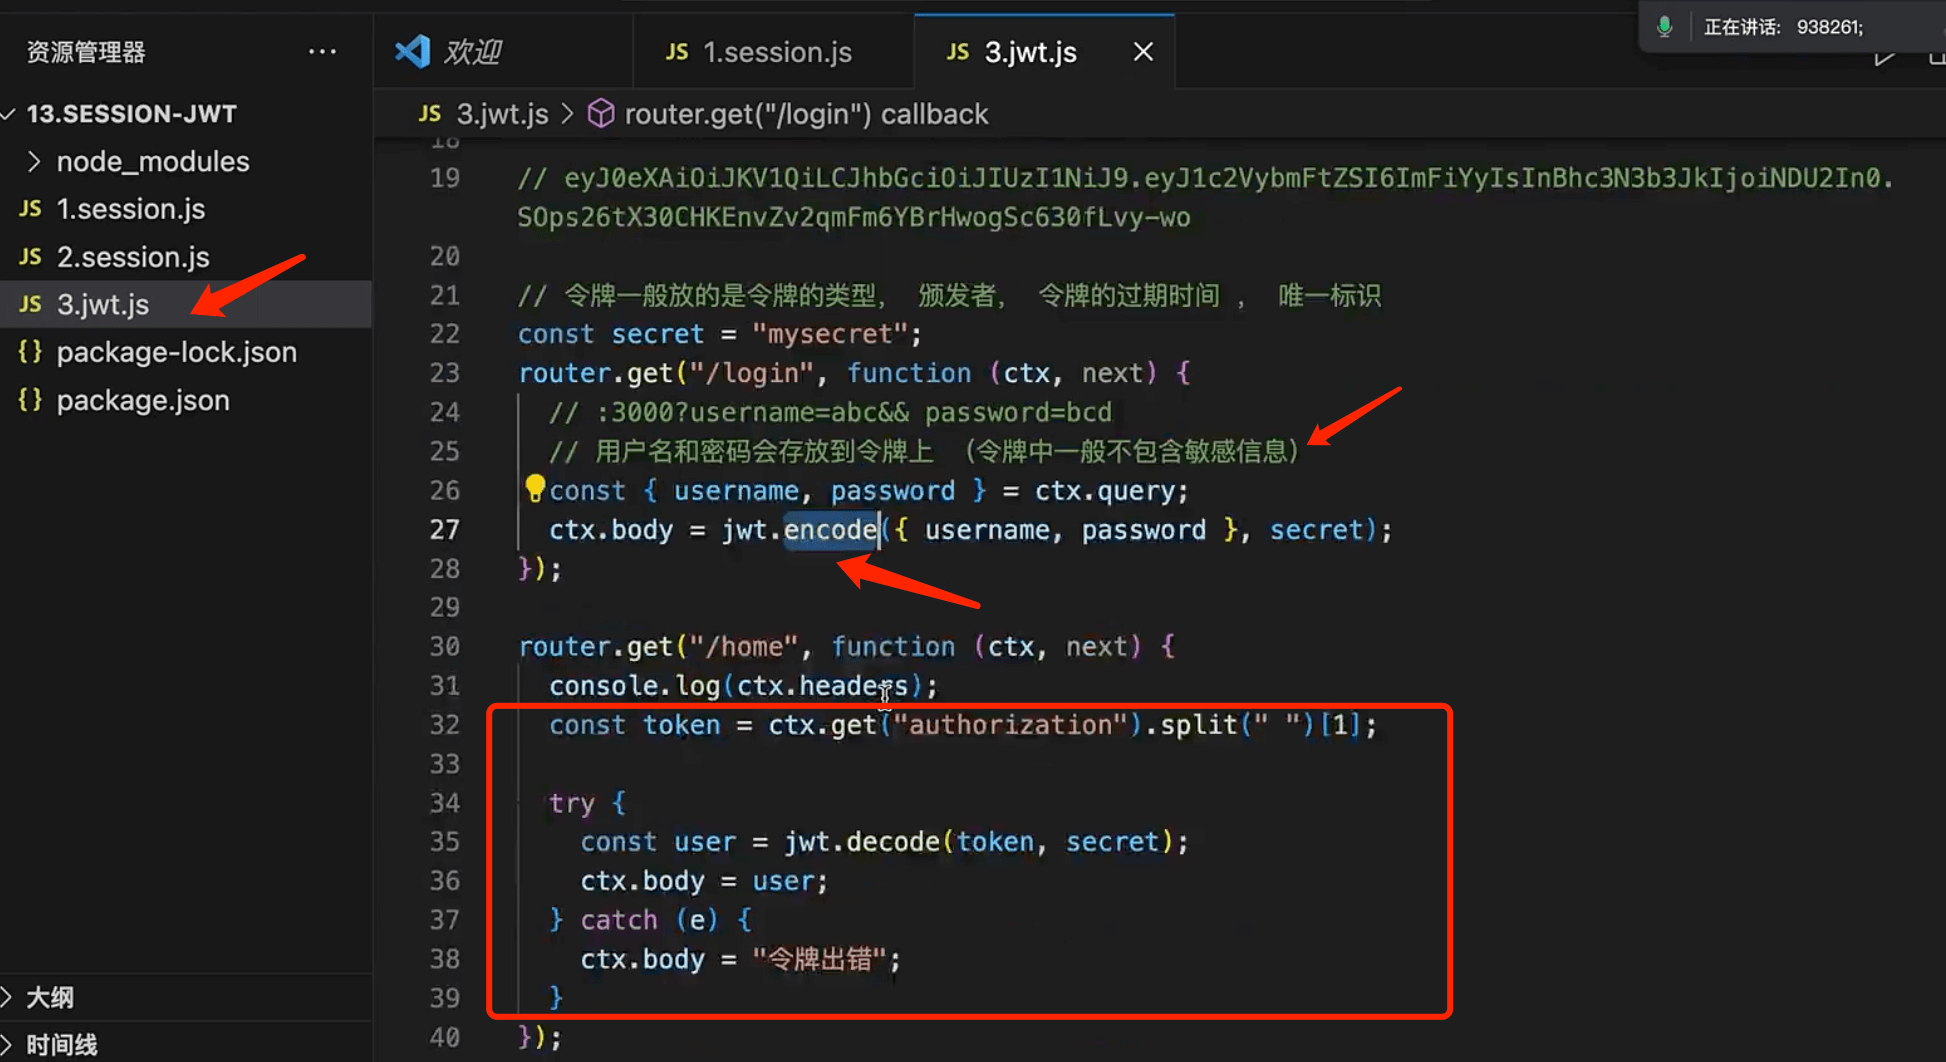 正在讲话: 938261;
资源管理器 ···
欢迎
JS 1.session.js
JS 3.jwt.js
13.SESSION-JWT
node_modules
JS 1.session.js
JS 2.session.js
JS 3.jwt.js
{} package-lock.json
{} package.json
大纲
时间线
JS 3.jwt.js > router.get("/login") callback
18
19 // eyJ0eXAiOiJKV1QiLCJhbGciOiJIUzI1NiJ9.eyJ1c2VybmFtZSI6ImFiYyIsInBhc3N3b3JkIjoiNDU2In0.
SOps26tX30CHKEnvZv2qmFm6YBrHwogSc630fLvy-wo
20
21 // 令牌一般放的是令牌的类型， 颁发者， 令牌的过期时间 ， 唯一标识
22 const secret = "mysecret";
23 router.get("/login", function (ctx, next) {
24 // :3000?username=abc&& password=bcd
25 // 用户名和密码会存放到令牌上 （令牌中一般不包含敏感信息）
26 const { username, password } = ctx.query;
27 ctx.body = jwt.encode({ username, password }, secret);
28 });
29
30 router.get("/home", function (ctx, next) {
31 console.log(ctx.headers);
32 const token = ctx.get("authorization").split(" ")[1];
33
34 try {
35 const user = jwt.decode(token, secret);
36 ctx.body = user;
37 } catch (e) {
38 ctx.body = "令牌出错";
39 }
40 });